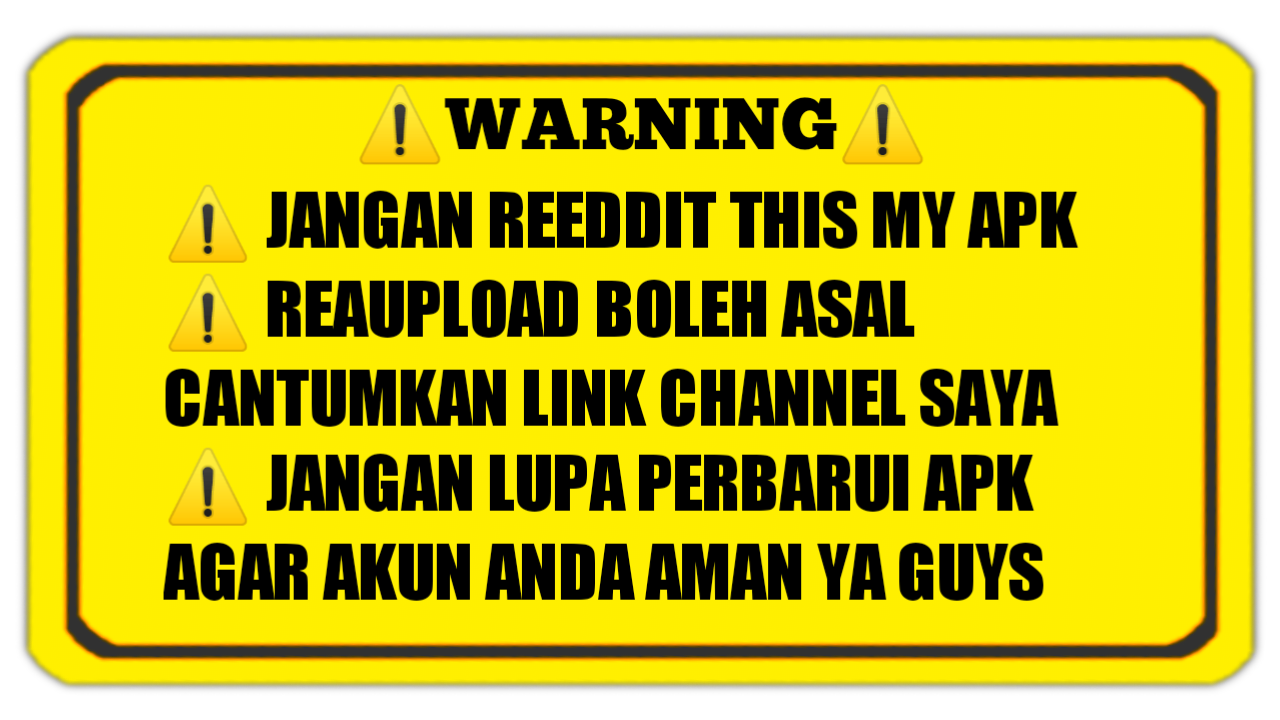 ⚠️WARNING⚠️
⚠️ JANGAN REEDDIT THIS MY APK
⚠️ REAUPLOAD BOLEH ASAL
CANTUMKAN LINK CHANNEL SAYA
⚠️ JANGAN LUPA PERBARUI APK
AGAR AKUN ANDA AMAN YA GUYS